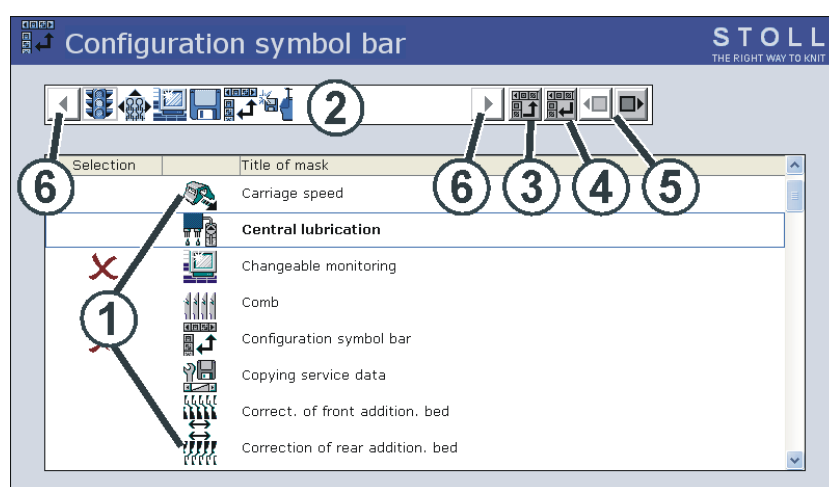 Configuration symbol bar
STOLL
THE RIGHT WAY TO KNIT
2
6
6
3
4
5
Selection Title of mask
Carriage speed
Central lubrication
Changeable monitoring
Comb
1
Configuration symbol bar
Copying service data
Correct. of front addition. bed
Correction of rear addition. bed